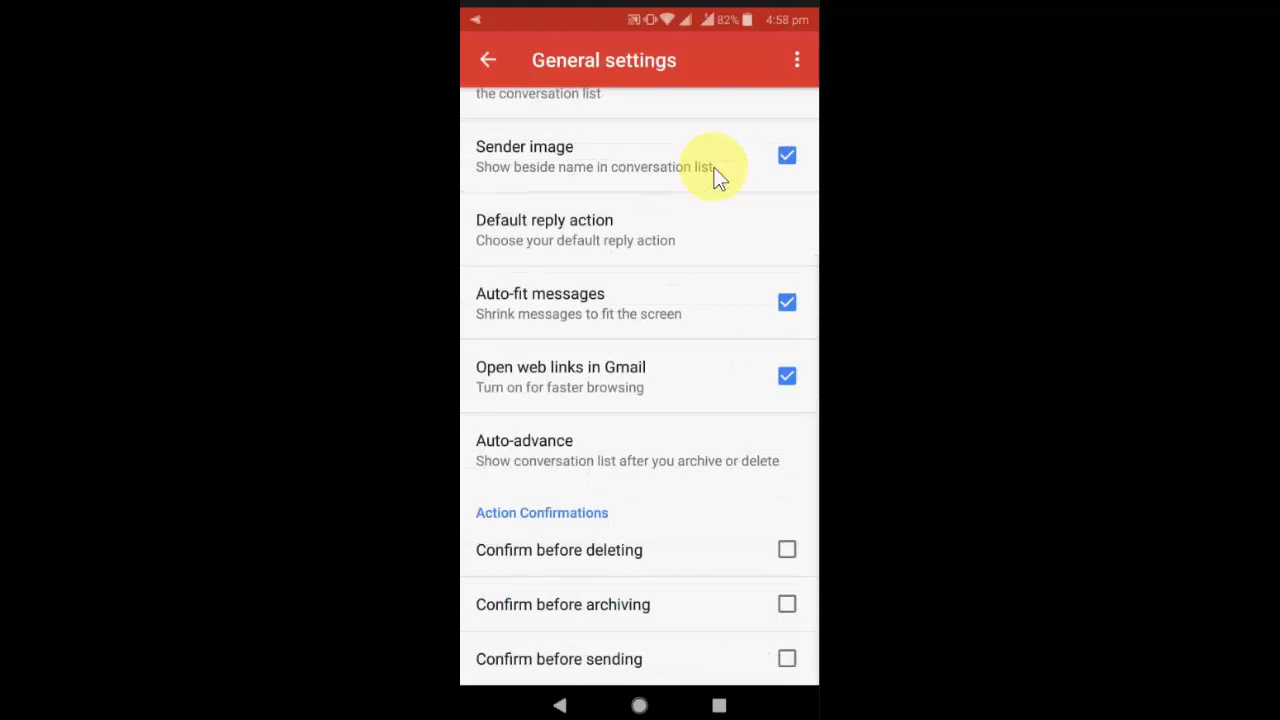 82% 4:58 pm
General settings
the conversation list
Sender image
Show beside name in conversation list
Default reply action
Choose your default reply action
Auto-fit messages
Shrink messages to fit the screen
Open web links in Gmail
Turn on for faster browsing
Auto-advance
Show conversation list after you archive or delete
Action Confirmations
Confirm before deleting
Confirm before archiving
Confirm before sending